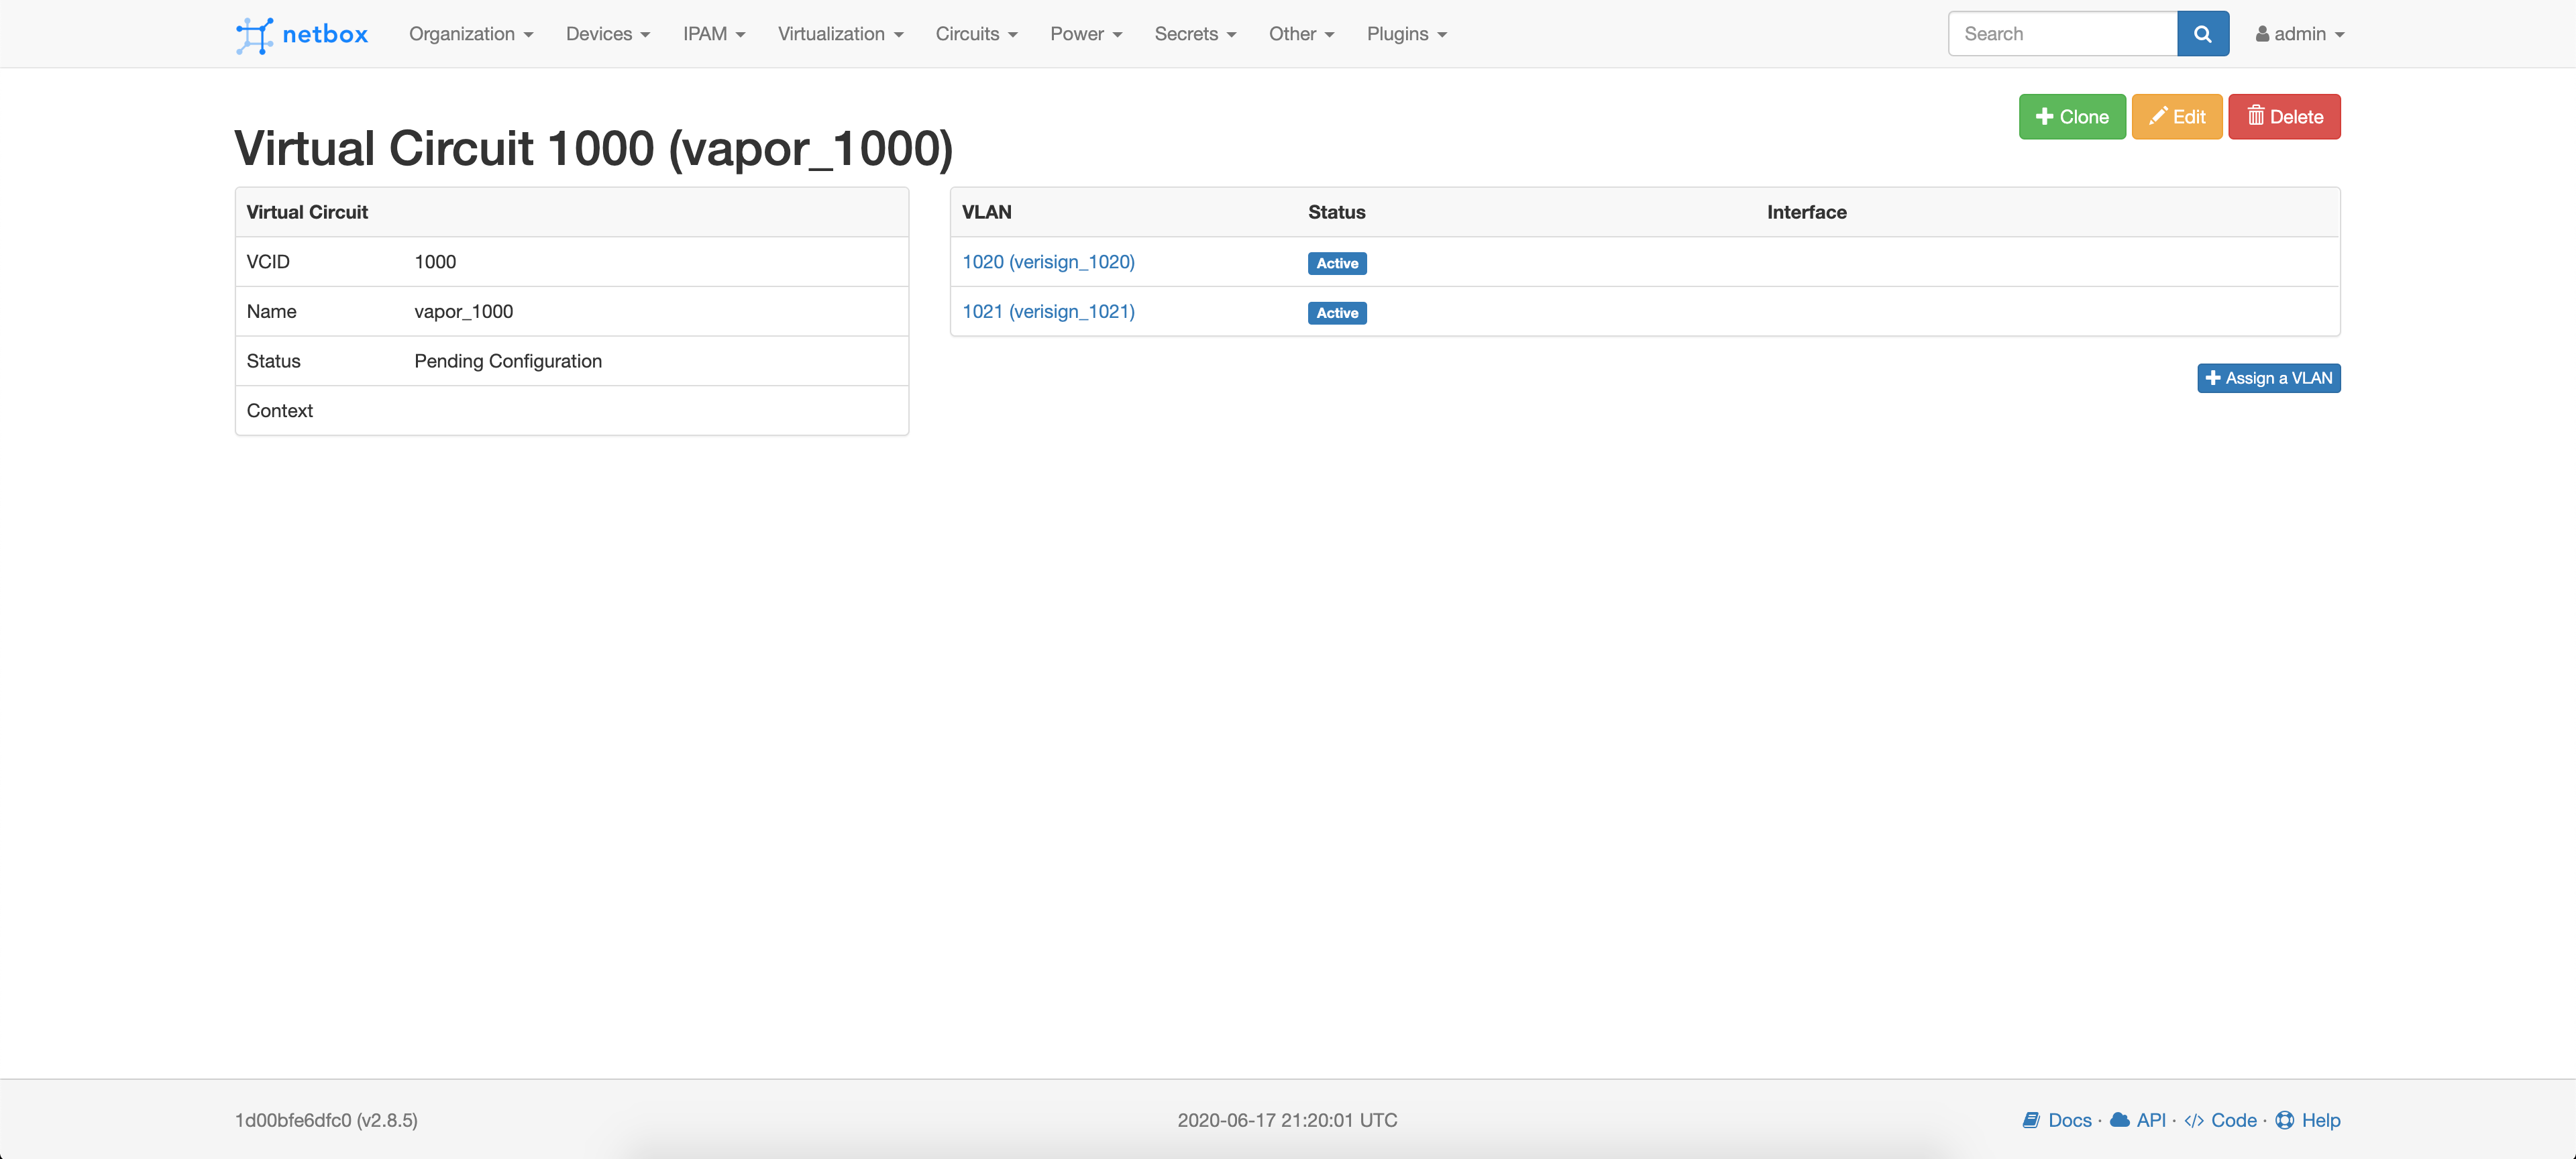 netbox Organization Devices IPAM Virtualization Circuits Power Secrets Other Plugins Search admin
Clone Edit Delete
Virtual Circuit 1000 (vapor_1000)
Virtual Circuit
VCID 1000
Name vapor_1000
Status Pending Configuration
Context
VLAN Status Interface
1020 (verisign_1020) Active
1021 (verisign_1021) Active
Assign a VLAN
1d00bfe6dfc0 (v2.8.5) 2020-06-17 21:20:01 UTC Docs · API · </> Code · Help